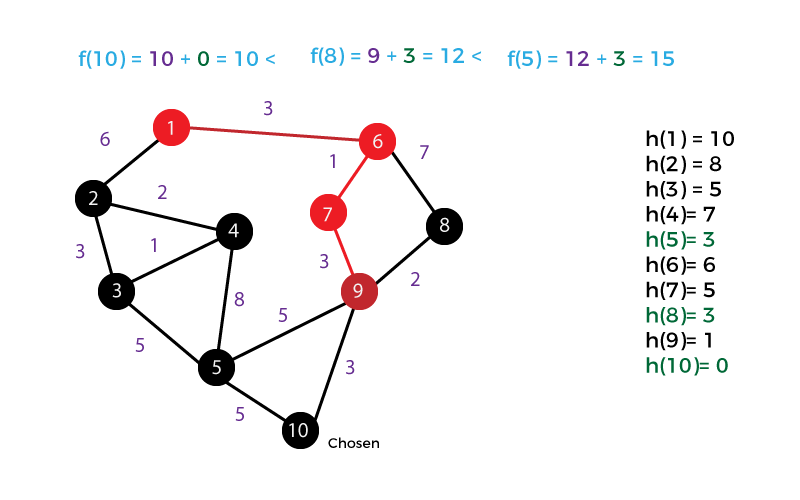 f(10) = 10 + 0 = 10 < f(8) = 9 + 3 = 12 < f(5) = 12 + 3 = 15
3
1
6
6
7
1
2
2
7
4
8
h(1) = 10
h(2) = 8
h(3) = 5
h(4)= 7
h(5)= 3
h(6)= 6
h(7)= 5
h(8)= 3
h(9)= 1
h(10)= 0
3
1
3
2
3
9
8
5
5
5
3
5
10
Chosen